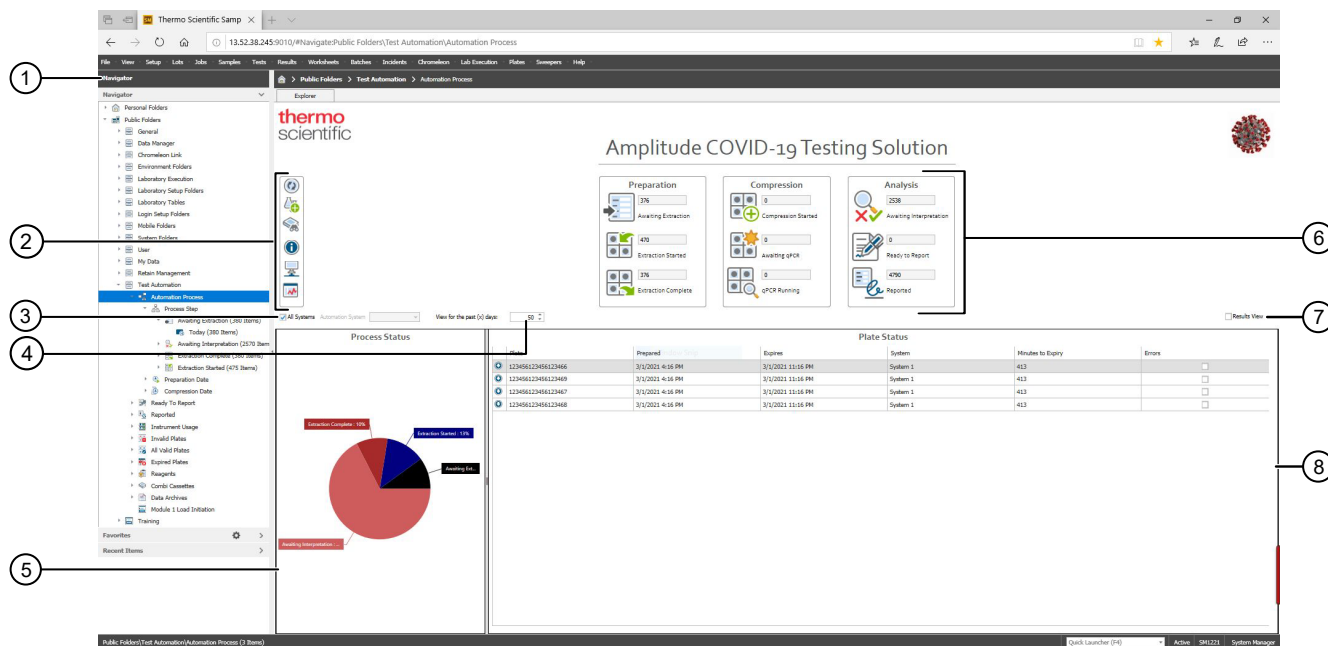 Thermo Scientific Samp
13.52.38.245:9010/#Navigate:Public Folders\Test Automation\Automation Process
File View Setup Lots Jobs Samples Tests Results Worksheets Batches Incidents Chromeleon Lab Execution Plates Sweepers Help
1
Navigator
Public Folders > Test Automation > Automation Process
Navigator
Explorer
Personal Folders
Public Folders
General
Data Manager
Chromeleon Link
Environment Folders
Laboratory Execution
Laboratory Setup Folders
Laboratory Tables
Login Setup Folders
Mobile Folders
System Folders
User
My Data
Retain Management
Test Automation
Automation Process
Process Step
Awaiting Extraction (380 Items)
Today (380 Items)
Awaiting Interpretation (2570 Item
Extraction Complete (380 Items)
Extraction Started (475 Items)
Preparation Date
Compression Date
Ready To Report
Reported
Instrument Usage
Invalid Plates
All Valid Plates
Expired Plates
Reagents
Combi Cassettes
Data Archives
Module 1 Load Initiation
Training
Favorites
Recent Items
thermo
scientific
Amplitude COVID-19 Testing Solution
Preparation
376
Awaiting Extraction
470
Extraction Started
376
Extraction Complete
Compression
0
Compression Started
0
Awaiting qPCR
0
qPCR Running
Analysis
2538
Awaiting Interpretation
0
Ready to Report
4790
Reported
2
6
3
All Systems Automation System View for the past (x) days: 50
Results View
7
4
Process Status
Extraction Complete : 10%
Extraction Started : 13%
Awaiting Ext...
Awaiting Interpretation : ...
5
Plate Status
Plate Prepared Expires System Minutes to Expiry Errors
123456123456123466 3/1/2021 4:16 PM 3/1/2021 11:16 PM System 1 413
123456123456123469 3/1/2021 4:16 PM 3/1/2021 11:16 PM System 1 413
123456123456123467 3/1/2021 4:16 PM 3/1/2021 11:16 PM System 1 413
123456123456123468 3/1/2021 4:16 PM 3/1/2021 11:16 PM System 1 413
8
Public Folders\Test Automation\Automation Process (3 Items)
Quick Launcher (F4) Active SM1221 System Manager